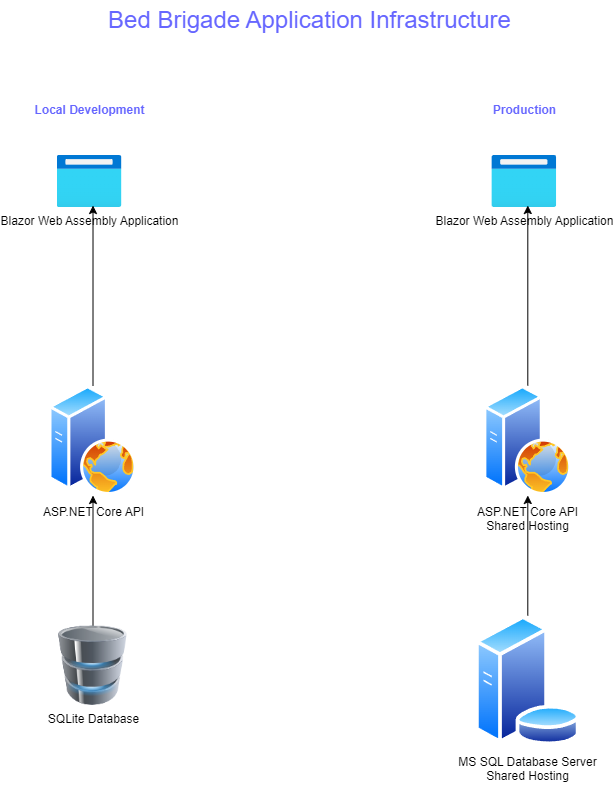 Bed Brigade Application Infrastructure
Local Development
Production
Blazor Web Assembly Application
Blazor Web Assembly Application
ASP.NET Core API
ASP.NET Core API
Shared Hosting
SQLite Database
MS SQL Database Server
Shared Hosting